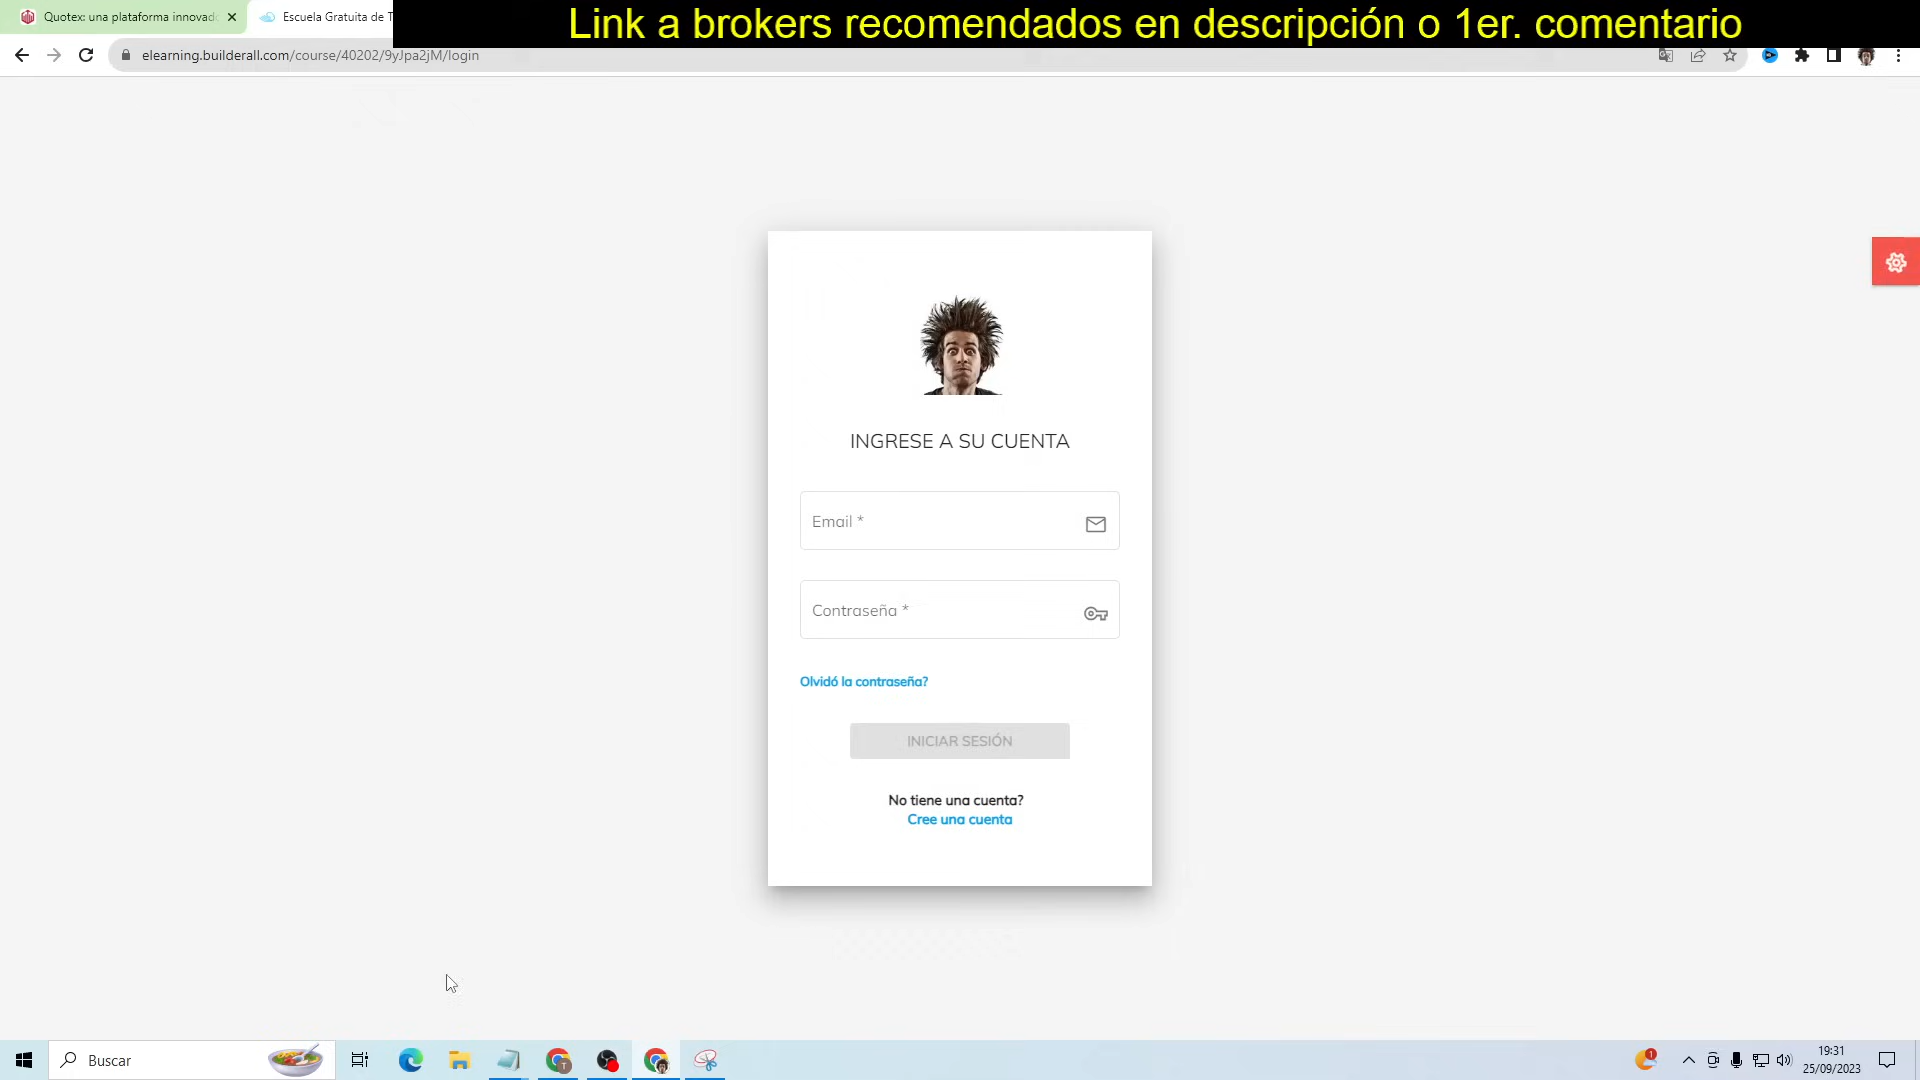 Quotex: una plataforma innovado
Escuela Gratuita de T
Link a brokers recomendados en descripción o 1er. comentario
elearning.builderall.com/course/40202/9yJpa2jM/login
INGRESE A SU CUENTA
Email *
Contraseña *
Olvidó la contraseña?
INICIAR SESIÓN
No tiene una cuenta?
Cree una cuenta
Buscar
T
1
19:31
25/09/2023